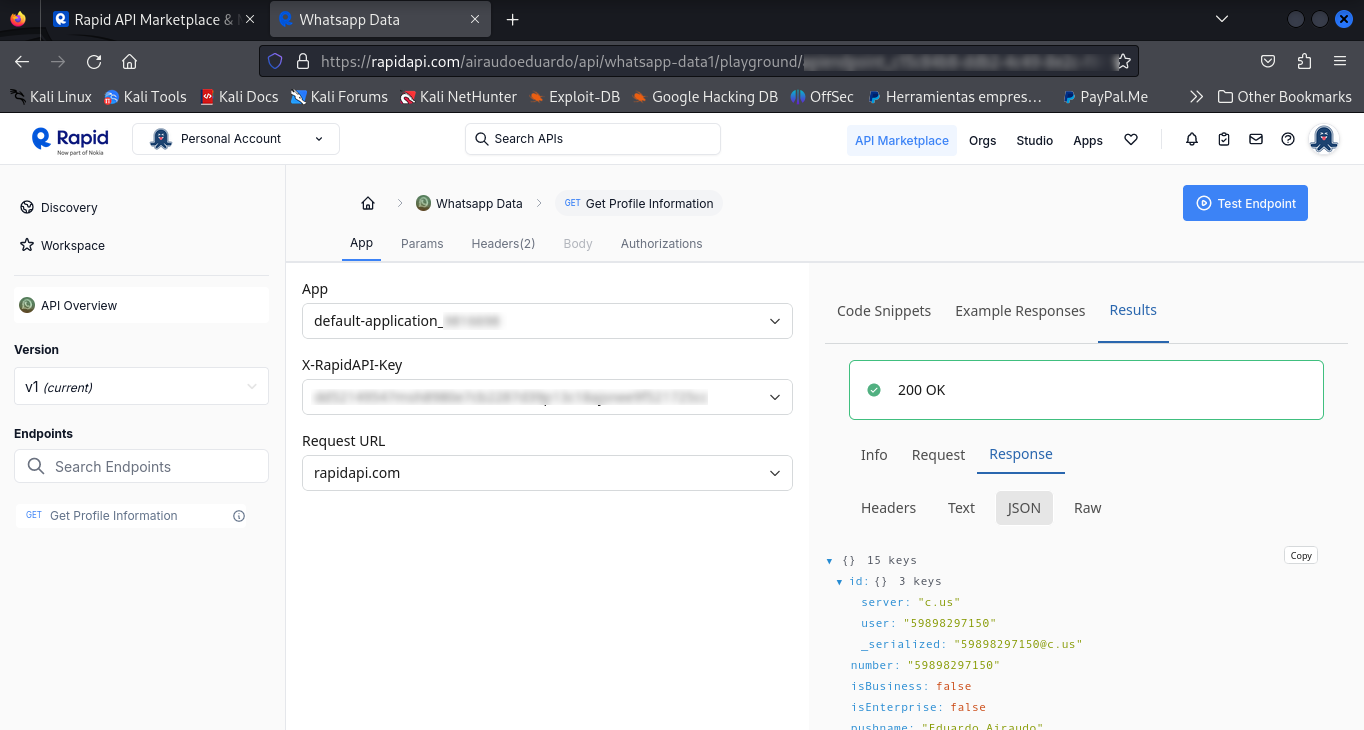 Rapid API Marketplace &
Whatsapp Data
https://rapidapi.com/airaudoeduardo/api/whatsapp-data1/playground/
Kali Linux Kali Tools Kali Docs Kali Forums Kali NetHunter Exploit-DB Google Hacking DB OffSec Herramientas empres… PayPal.Me Other Bookmarks
Rapid
Now part of Nokia
Personal Account
Search APIs
API Marketplace Orgs Studio Apps
Discovery
Workspace
API Overview
Version
v1 (current)
Endpoints
Search Endpoints
GET Get Profile Information
Whatsapp Data GET Get Profile Information
Test Endpoint
App Params Headers(2) Body Authorizations
App
default-application_
X-RapidAPI-Key
Request URL
rapidapi.com
Code Snippets Example Responses Results
200 OK
Info Request Response
Headers Text JSON Raw
Copy
{} 15 keys
id: {} 3 keys
server: "c.us"
user: "59898297150"
_serialized: "59898297150@c.us"
number: "59898297150"
isBusiness: false
isEnterprise: false
pushname: "Eduardo Airaudo"